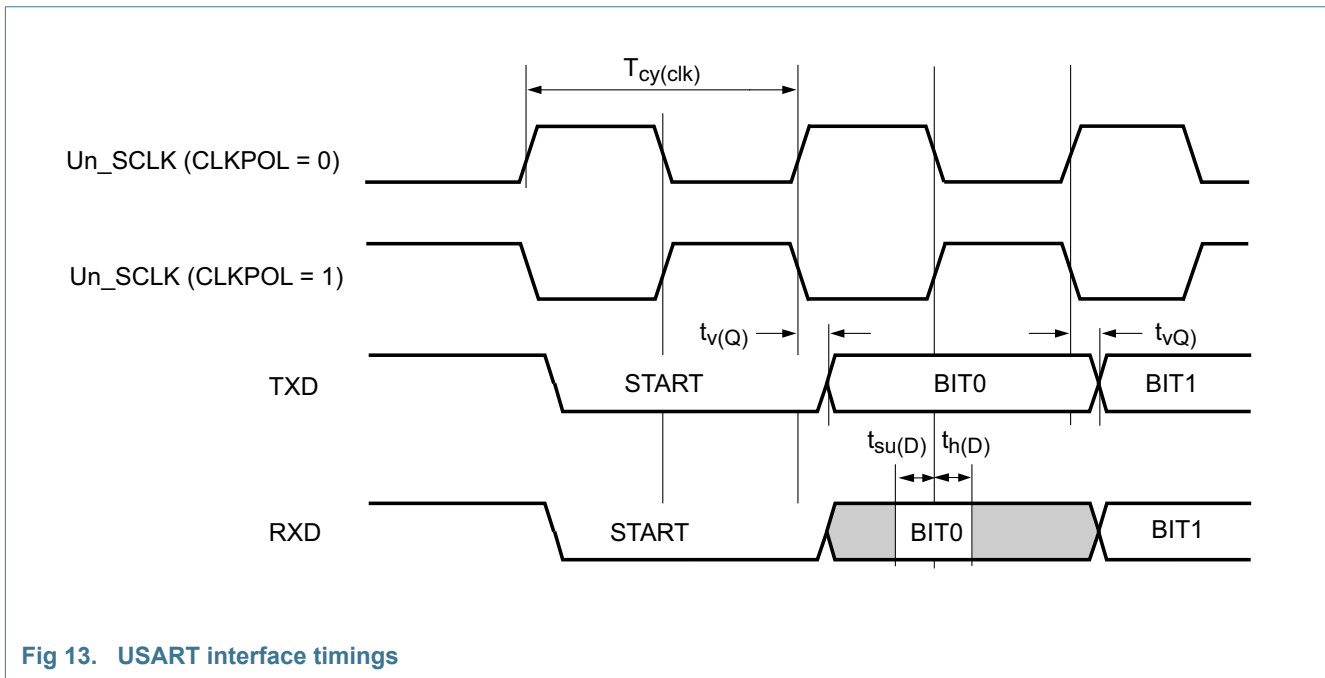 Tcy(clk)
Un_SCLK (CLKPOL = 0)
Un_SCLK (CLKPOL = 1)
tv(Q)
tvQ)
TXD
START
BIT0
BIT1
tsu(D)
th(D)
RXD
START
BIT0
BIT1
Fig 13. USART interface timings